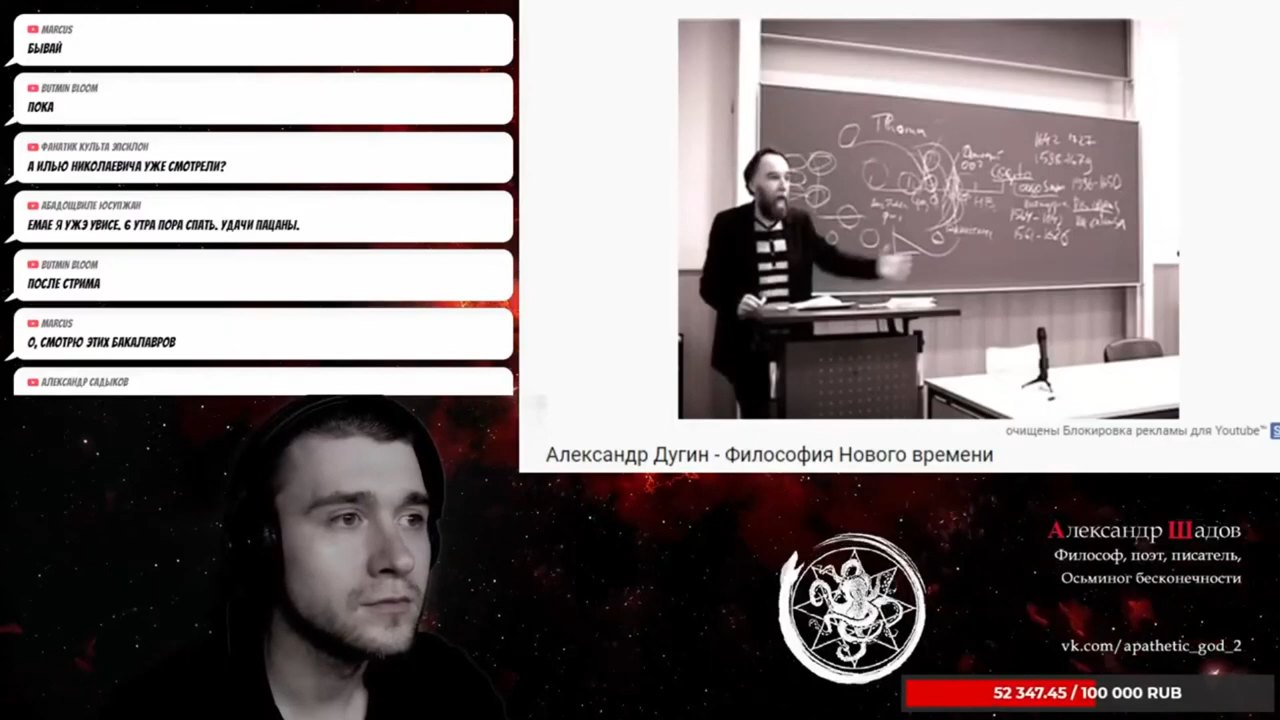 MARCUS
БЫВАЙ
BUTMIN BLOOM
ПОКА
ФАНАТИК КУЛЬТА ЭПСИЛОН
А ИЛЬЮ НИКОЛАЕВИЧА УЖЕ СМОТРЕЛИ?
АБАДОЩВИЛЕ ЮСУПЖАН
ЕМАЕ Я УЖЭ УВИСЕ. 6 УТРА ПОРА СПАТЬ. УДАЧИ ПАЦАНЫ.
BUTMIN BLOOM
ПОСЛЕ СТРИМА
MARCUS
О, СМОТРЮ ЭТИХ БАКАЛАВРОВ
АЛЕКСАНДР САДЫКОВ
очищены Блокировка рекламы для Youtube™
Александр Дугин - Философия Нового времени
Александр Шадов
Философ, поэт, писатель,
Осьминог бесконечности
vk.com/apathetic_god_2
52 347.45 / 100 000 RUB